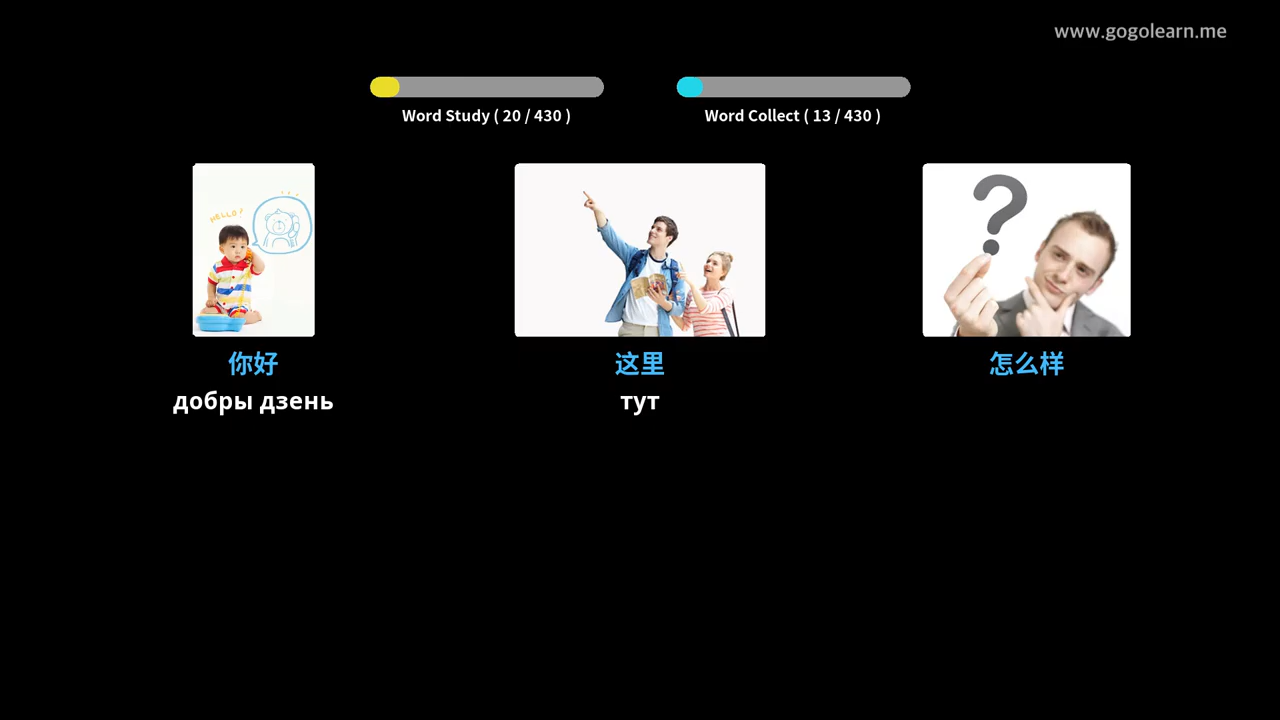 www.gogolearn.me
Word Study ( 20 / 430 )
Word Collect ( 13 / 430 )
HELLO?
你好
这里
怎么样
добры дзень
тут